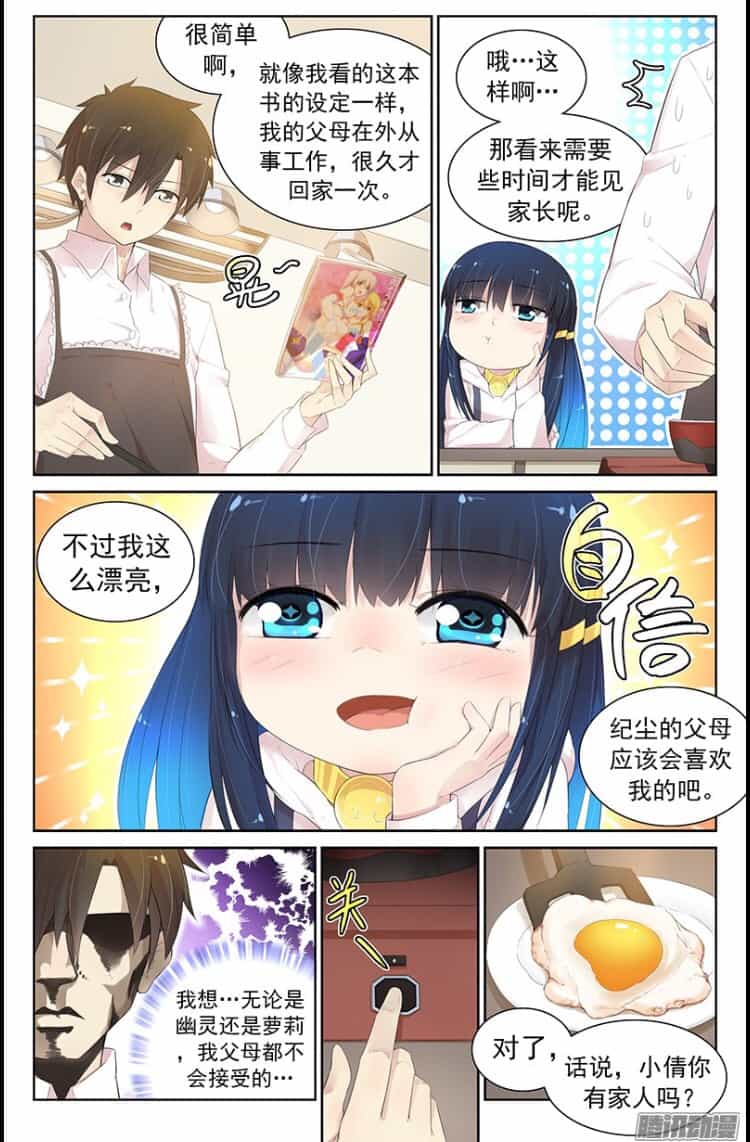 很简单
啊，
就像我看的这本
书的设定一样，
我的父母在外从
事工作，很久才
回家一次。
晃~
哦…这
样啊…
那看来需要
些时间才能见
家长呢。
不过我这
么漂亮，
自信
纪尘的父母
应该会喜欢
我的吧。
我想…无论是
幽灵还是萝莉
，我父母都不
会接受的…
关
对了，
话说，小倩你
有家人吗？
腾讯动漫